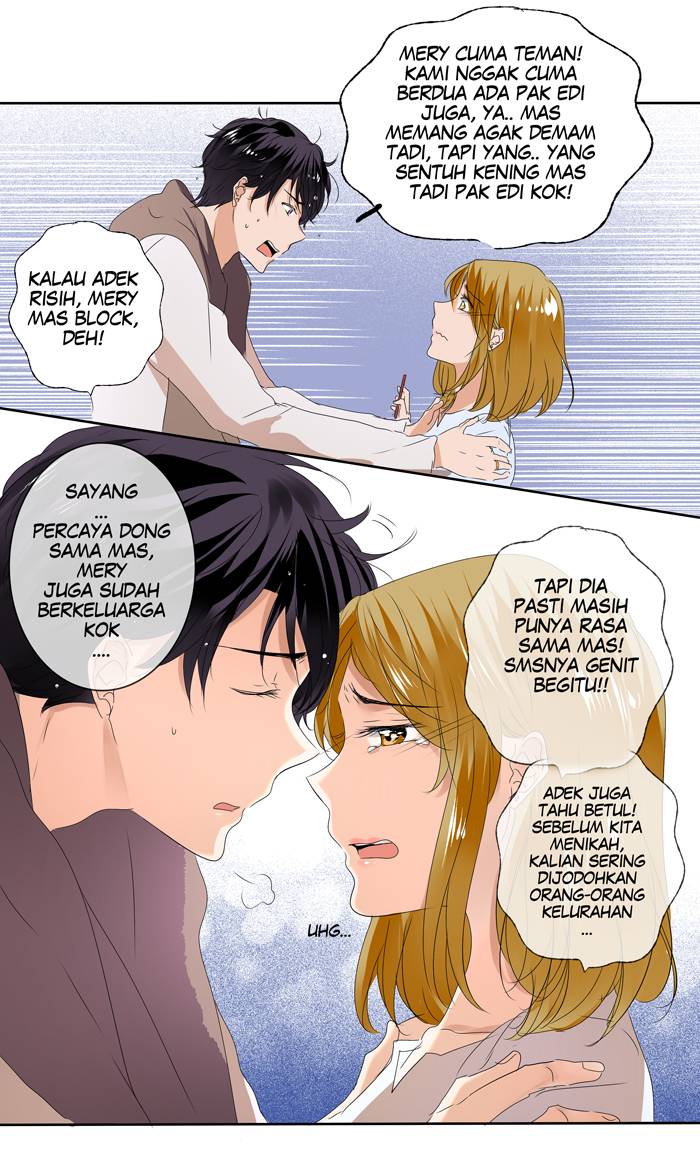 MERY CUMA TEMAN!
KAMI NGGAK CUMA
BERDUA ADA PAK EDI
JUGA, YA.. MAS
MEMANG AGAK DEMAM
TADI, TAPI YANG.. YANG
SENTUH KENING MAS
TADI PAK EDI KOK!
KALAU ADEK
RISIH, MERY
MAS BLOCK,
DEH!
SAYANG
...
PERCAYA DONG
SAMA MAS,
MERY
JUGA SUDAH
BERKELUARGA
KOK
....
TAPI DIA
PASTI MASIH
PUNYA RASA
SAMA MAS!
SMSNYA GENIT
BEGITU!!
ADEK JUGA
TAHU BETUL!
SEBELUM KITA
MENIKAH,
KALIAN SERING
DIJODOHKAN
ORANG-ORANG
KELURAHAN
...
UHG...